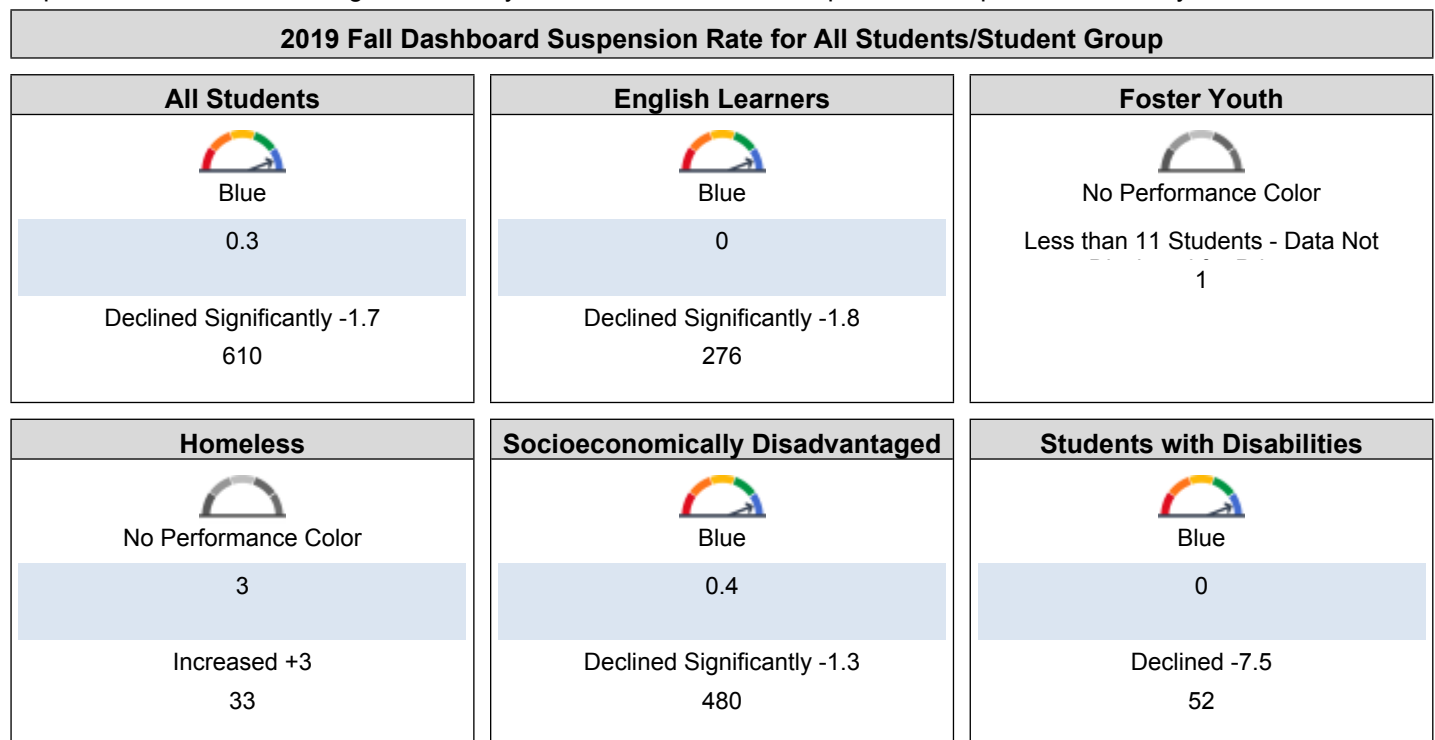 2019 Fall Dashboard Suspension Rate for All Students/Student Group
All Students
Blue
0.3
Declined Significantly -1.7
610
English Learners
Blue
0
Declined Significantly -1.8
276
Foster Youth
No Performance Color
Less than 11 Students - Data Not
1
Homeless
No Performance Color
3
Increased +3
33
Socioeconomically Disadvantaged
Blue
0.4
Declined Significantly -1.3
480
Students with Disabilities
Blue
0
Declined -7.5
52